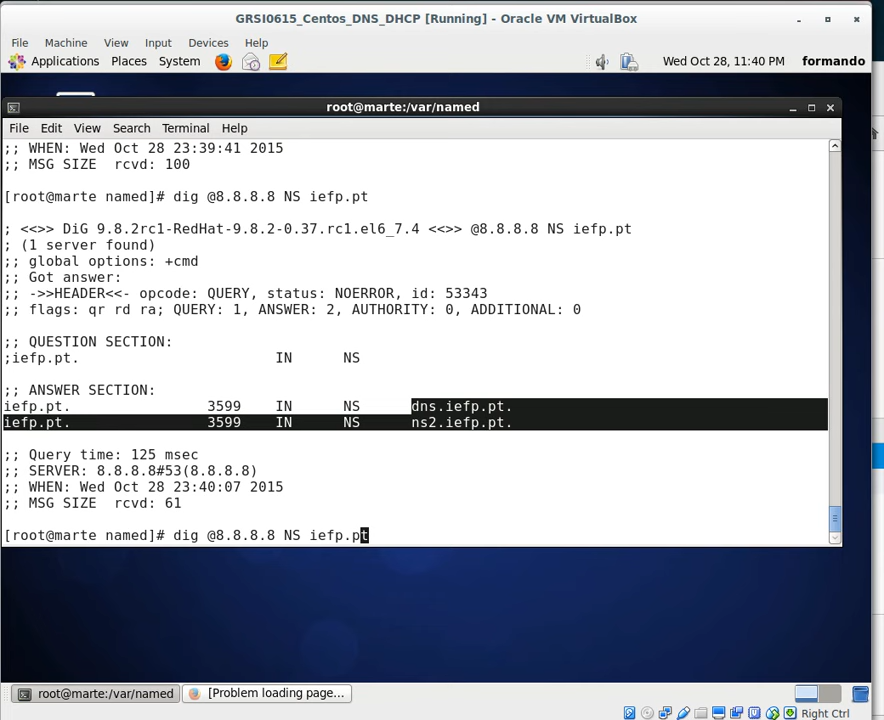 GRSI0615_Centos_DNS_DHCP [Running] - Oracle VM VirtualBox
File Machine View Input Devices Help
Applications Places System Wed Oct 28, 11:40 PM formando
root@marte:/var/named
File Edit View Search Terminal Help
;; WHEN: Wed Oct 28 23:39:41 2015
;; MSG SIZE  rcvd: 100
[root@marte named]# dig @8.8.8.8 NS iefp.pt
; <<>> DiG 9.8.2rc1-RedHat-9.8.2-0.37.rc1.el6_7.4 <<>> @8.8.8.8 NS iefp.pt
; (1 server found)
;; global options: +cmd
;; Got answer:
;; ->>HEADER<<- opcode: QUERY, status: NOERROR, id: 53343
;; flags: qr rd ra; QUERY: 1, ANSWER: 2, AUTHORITY: 0, ADDITIONAL: 0
;; QUESTION SECTION:
;iefp.pt. IN NS
;; ANSWER SECTION:
iefp.pt. 3599 IN NS dns.iefp.pt.
iefp.pt. 3599 IN NS ns2.iefp.pt.
;; Query time: 125 msec
;; SERVER: 8.8.8.8#53(8.8.8.8)
;; WHEN: Wed Oct 28 23:40:07 2015
;; MSG SIZE  rcvd: 61
[root@marte named]# dig @8.8.8.8 NS iefp.pt
root@marte:/var/named [Problem loading page...
Right Ctrl